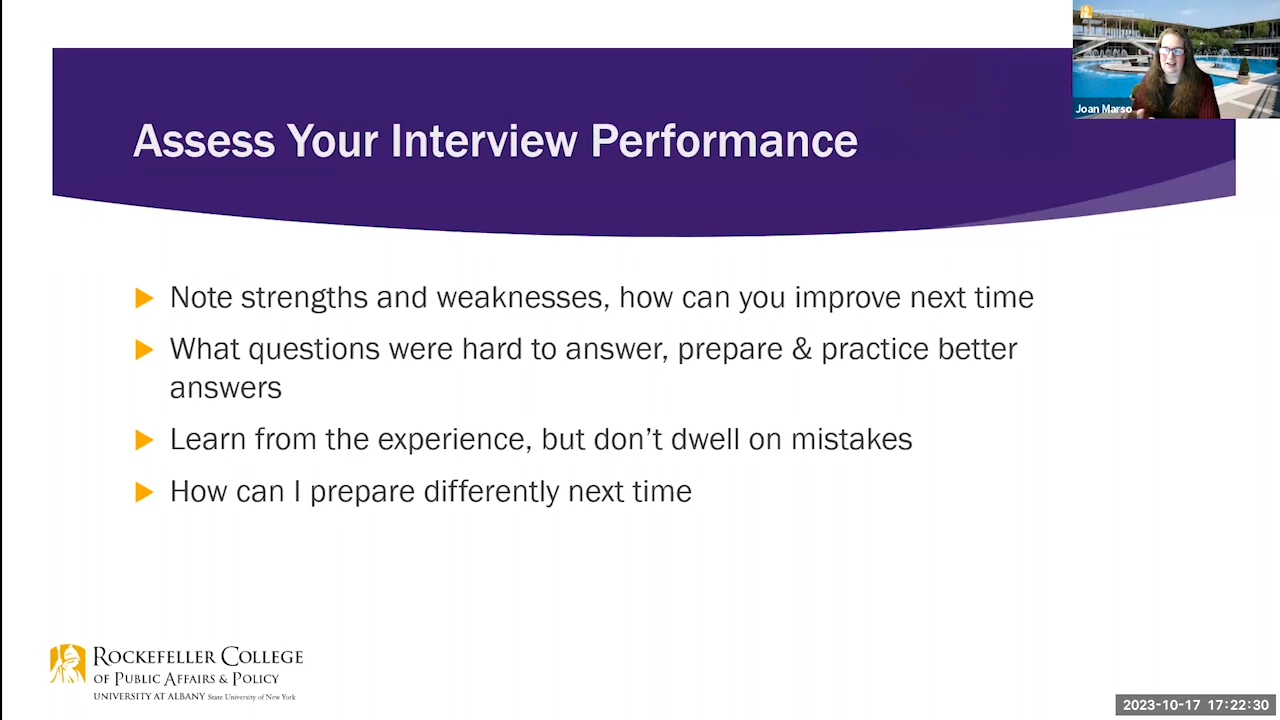 Joan Marso
Assess Your Interview Performance
Note strengths and weaknesses, how can you improve next time
What questions were hard to answer, prepare & practice better
answers
Learn from the experience, but don't dwell on mistakes
How can I prepare differently next time
ROCKEFELLER COLLEGE
OF PUBLIC AFFAIRS & POLICY
UNIVERSITY AT ALBANY State University of New York
2023-10-17 17:22:30